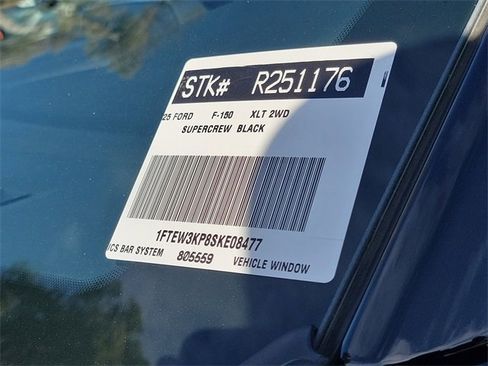 STK# R251176
25 FORD F-150 XLT 2WD
SUPERCREW BLACK
1FTEW3KP8SKE08477
ICS BAR SYSTEM 805559 VEHICLE WINDOW